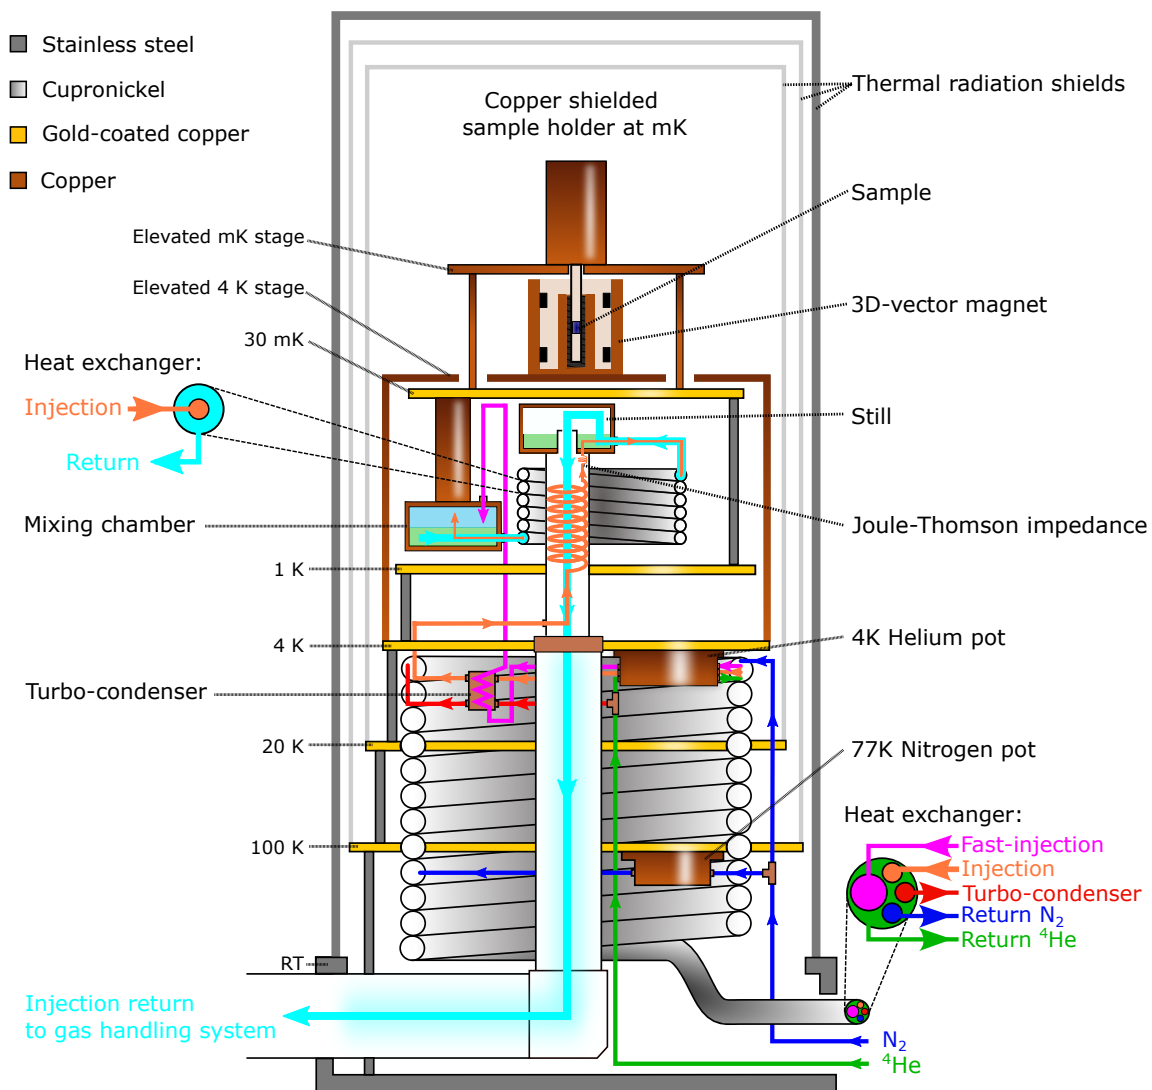 Stainless steel
Cupronickel
Gold-coated copper
Copper
Copper shielded
sample holder at mK
Thermal radiation shields
Sample
Elevated mK stage
Elevated 4 K stage
3D-vector magnet
30 mK
Heat exchanger:
Injection
Return
Still
Mixing chamber
Joule-Thomson impedance
1 K
4 K
4K Helium pot
Turbo-condenser
20 K
77K Nitrogen pot
100 K
Heat exchanger:
Fast-injection
Injection
Turbo-condenser
Return N₂
Return ⁴He
RT
Injection return
to gas handling system
N₂
⁴He